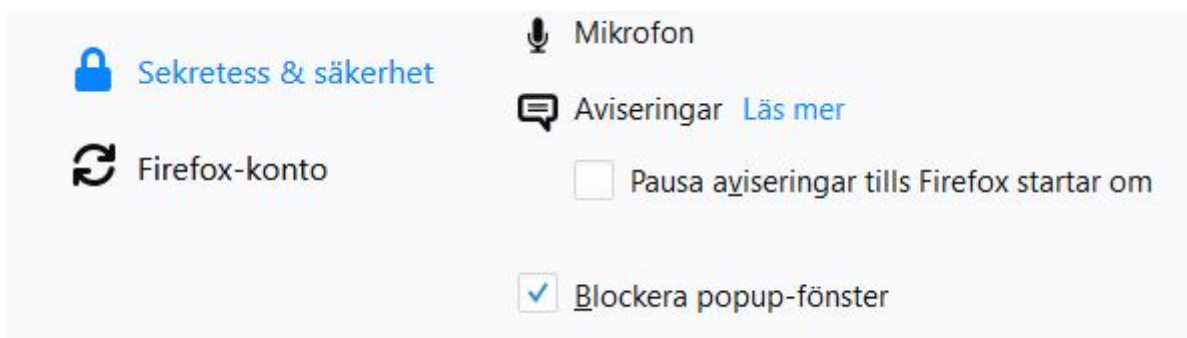 Sekretess & säkerhet
Firefox-konto
Mikrofon
Aviseringar Läs mer
Pausa aviseringar tills Firefox startar om
Blockera popup-fönster